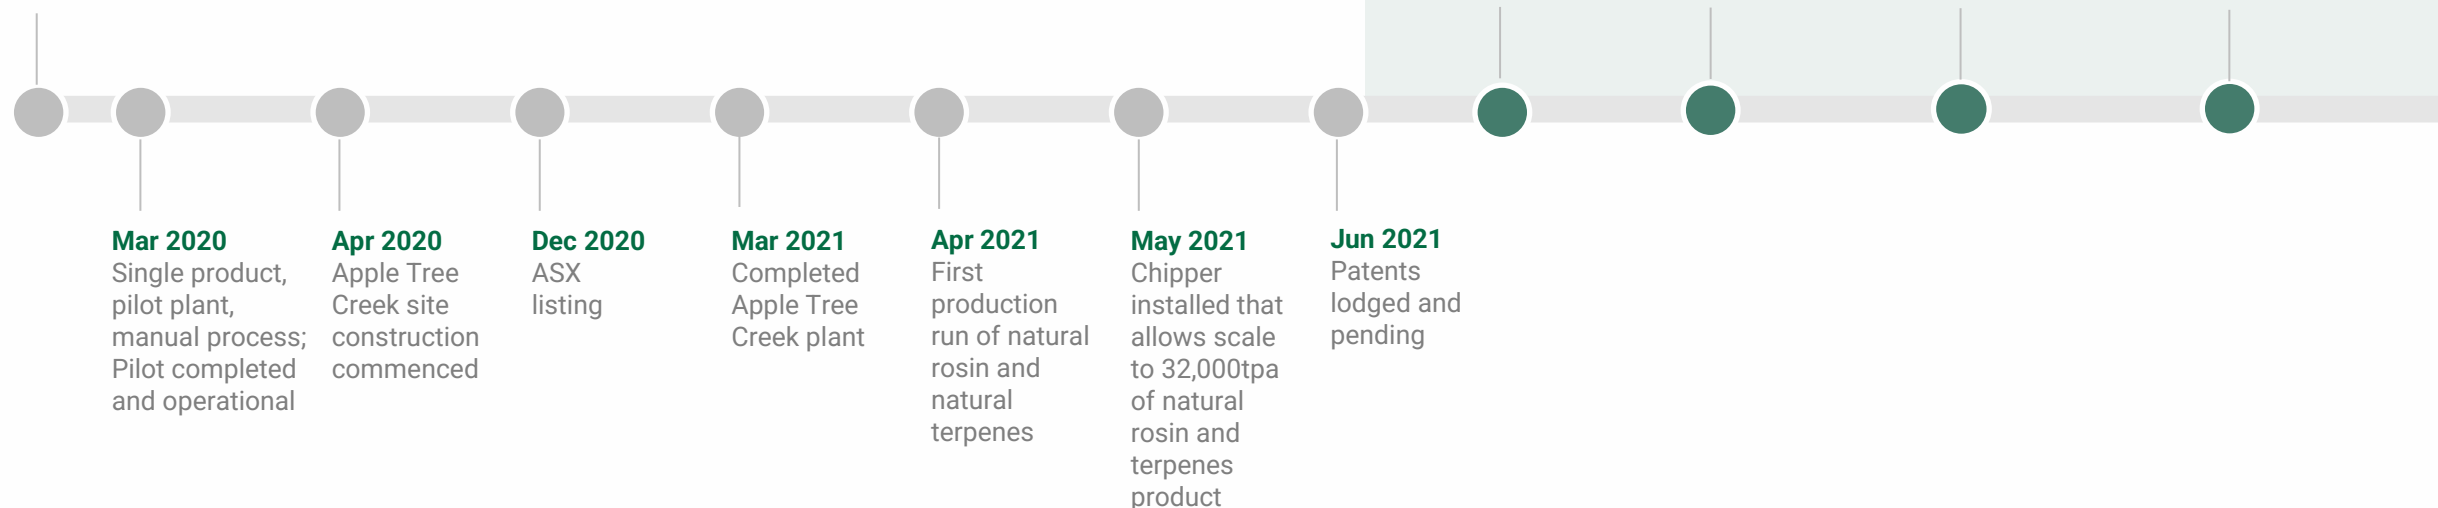 Mar 2020
Single product,
pilot plant,
manual process;
Pilot completed
and operational
Apr 2020
Apple Tree
Creek site
construction
commenced
Dec 2020
ASX
listing
Mar 2021
Completed
Apple Tree
Creek plant
Apr 2021
First
production
run of natural
rosin and
natural
terpenes
May 2021
Chipper
installed that
allows scale
to 32,000tpa
of natural
rosin and
terpenes
product
Jun 2021
Patents
lodged and
pending